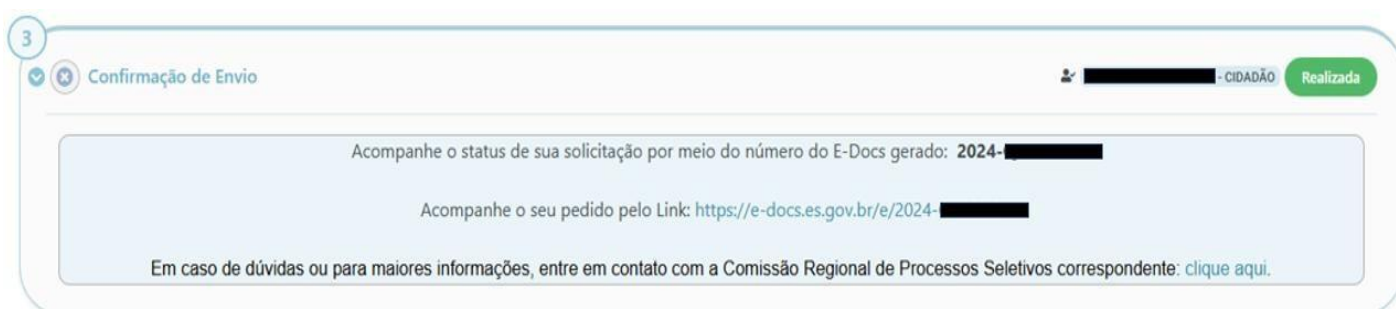 3
Confirmação de Envio
- CIDADÃO
Realizada
Acompanhe o status de sua solicitação por meio do número do E-Docs gerado: 2024-
Acompanhe o seu pedido pelo Link: https://e-docs.es.gov.br/e/2024-
Em caso de dúvidas ou para maiores informações, entre em contato com a Comissão Regional de Processos Seletivos correspondente: clique aqui.